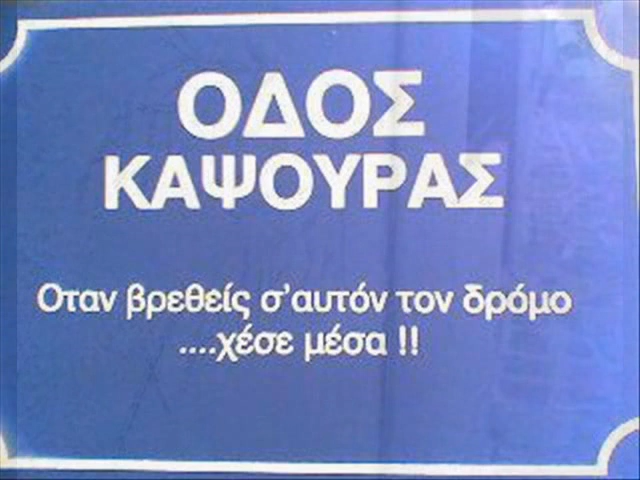 ΟΔΟΣ
ΚΑΨΟΥΡΑΣ
Οταν βρεθείς σ'αυτόν τον δρόμο
....χέσε μέσα !!